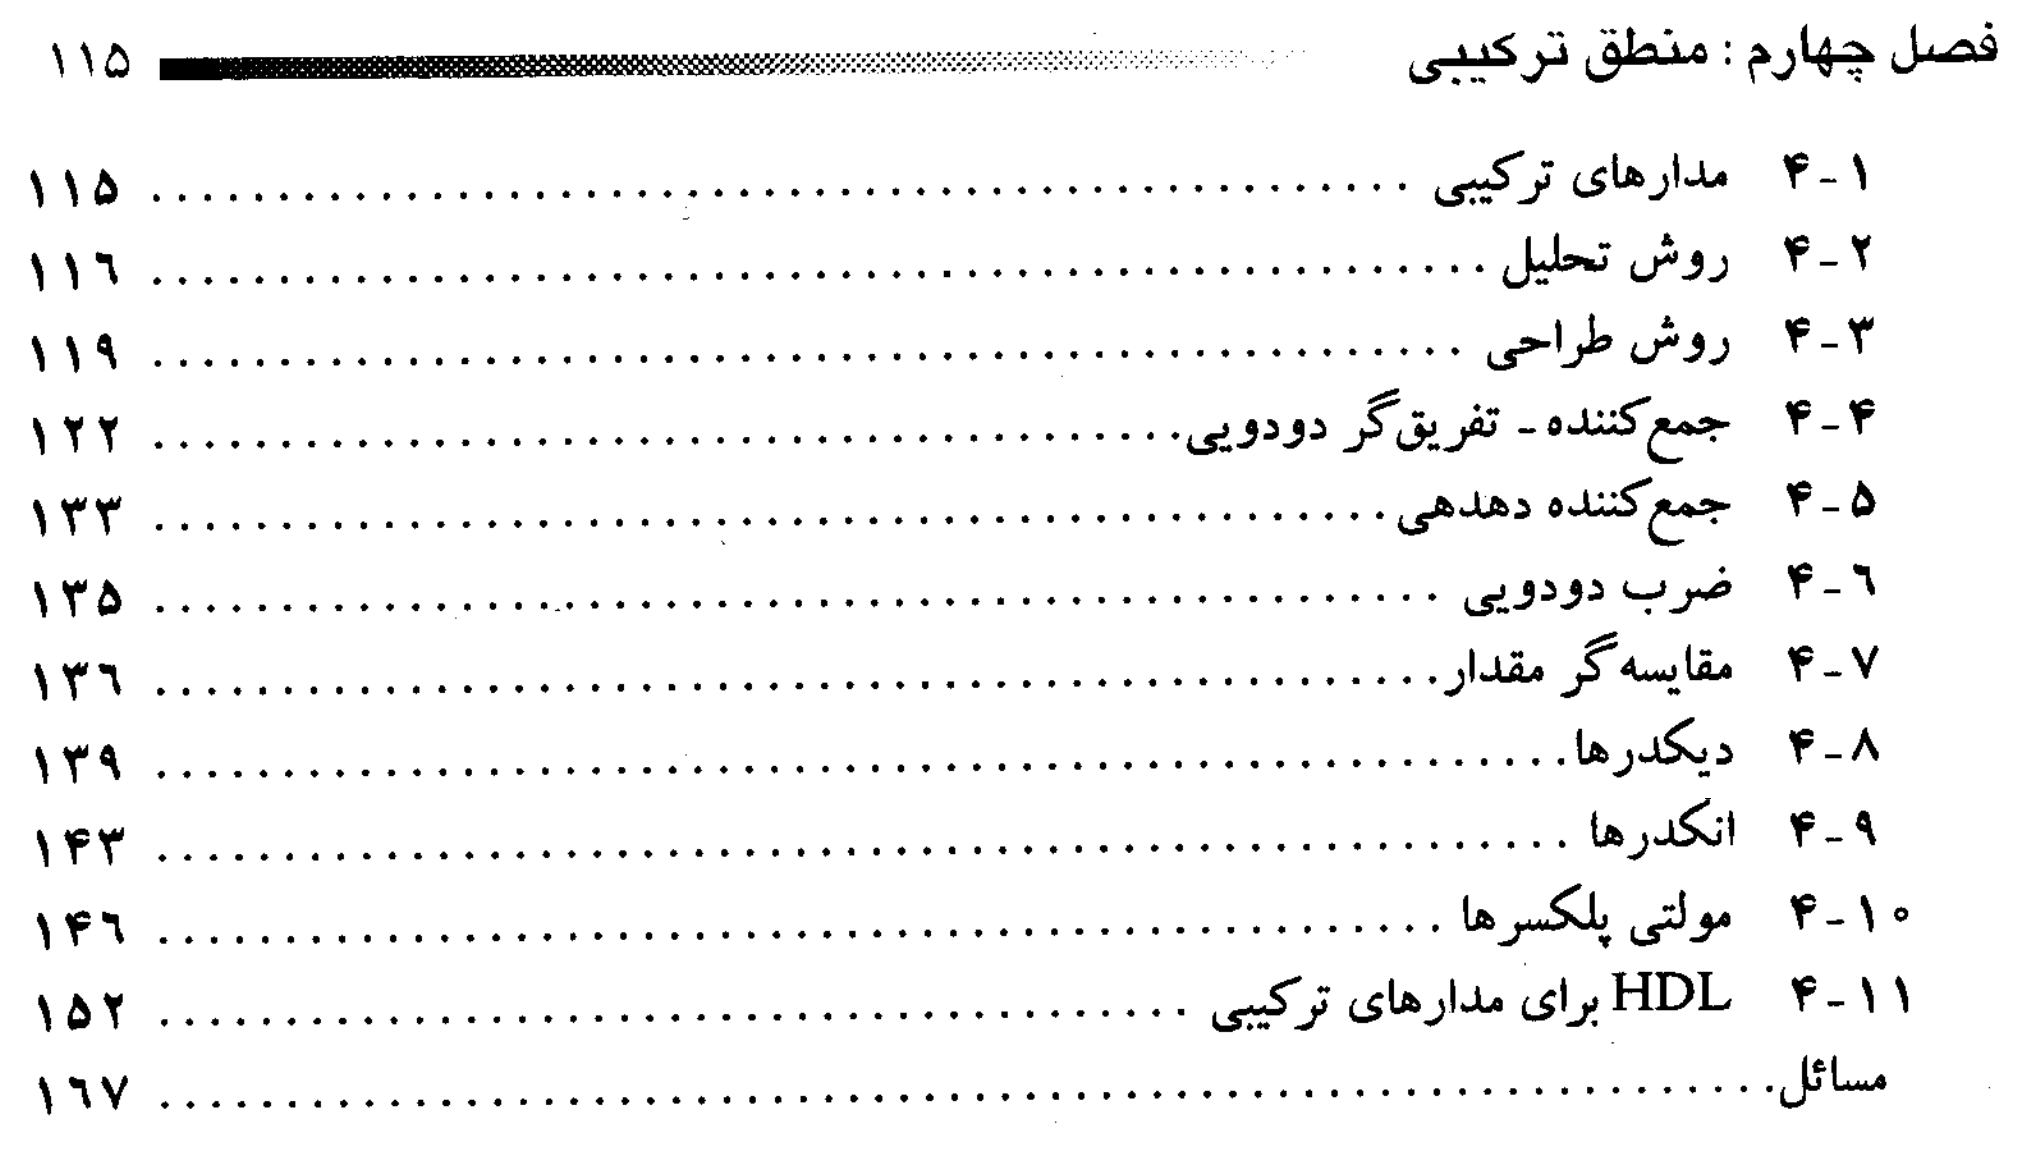 فصل چهارم : منطق ترکیبی ۱۱۵
۴-۱ مدارهای ترکیبی ........ ۱۱۵
۴-۲ روش تحلیل ........ ۱۱۶
۴-۳ روش طراحی ........ ۱۱۹
۴-۴ جمع‌کننده - تفریق‌گر دودویی ........ ۱۲۲
۴-۵ جمع‌کننده دهدهی ........ ۱۳۳
۴-۶ ضرب دودویی ........ ۱۳۵
۴-۷ مقایسه‌گر مقدار ........ ۱۳۶
۴-۸ دیکدرها ........ ۱۳۹
۴-۹ انکدرها ........ ۱۴۳
۴-۱۰ مولتی پلکسرها ........ ۱۴۶
۴-۱۱ HDL برای مدارهای ترکیبی ........ ۱۵۲
مسائل ........ ۱۶۷